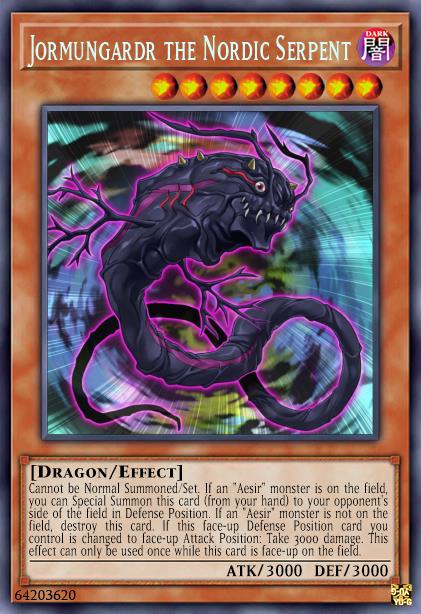 Jormungardr the Nordic Serpent
DARK
闇
[Dragon/Effect]
Cannot be Normal Summoned/Set. If an "Aesir" monster is on the field,
you can Special Summon this card (from your hand) to your opponent's
side of the field in Defense Position. If an "Aesir" monster is not on the
field, destroy this card. If this face-up Defense Position card you
control is changed to face-up Attack Position: Take 3000 damage. This
effect can only be used once while this card is face-up on the field.
ATK/3000 DEF/3000
64203620